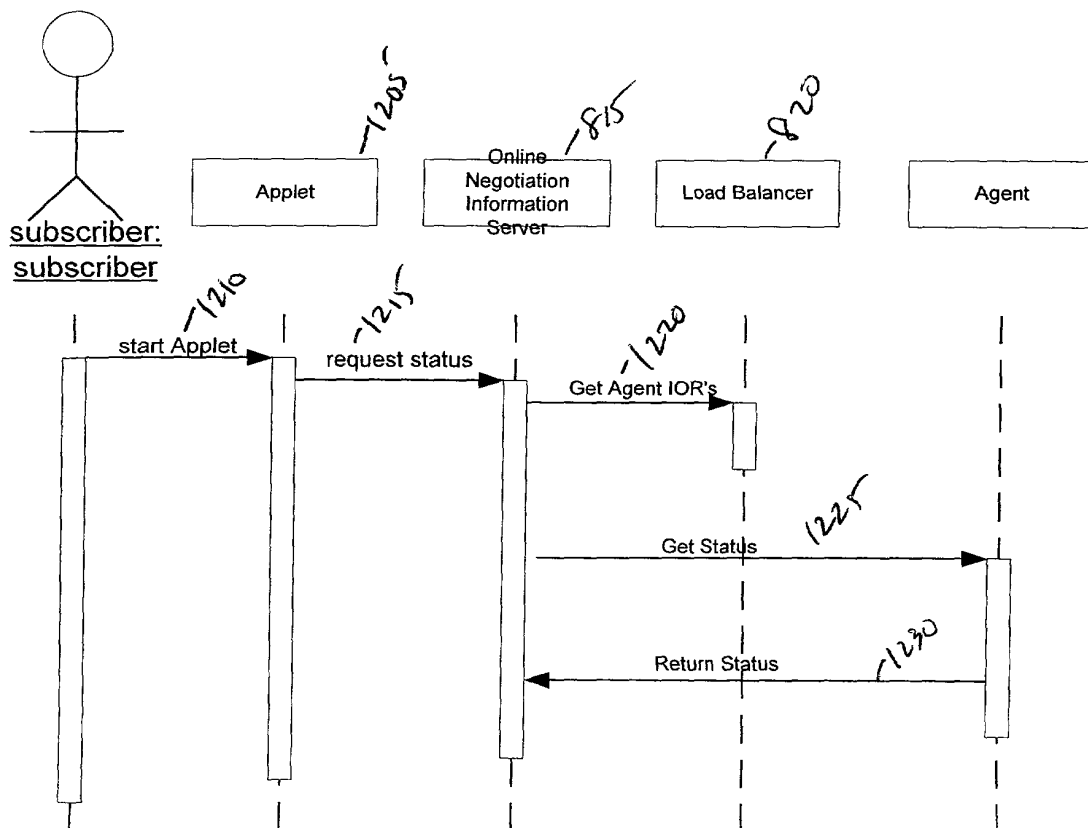 -1205
-815
-820
Applet
Online
Negotiation
Information
Server
Load Balancer
Agent
subscriber:
subscriber
-1210
-1215
-1220
start Applet
request status
Get Agent IOR's
1225
Get Status
-1230
Return Status